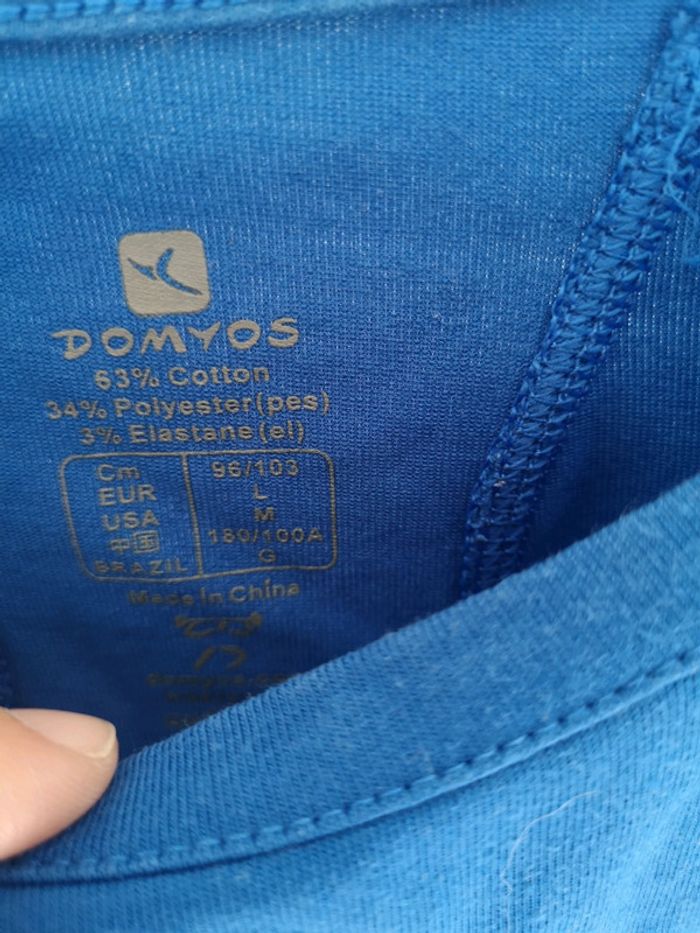 DOMYOS
63% Cotton
34% Polyester(pes)
3% Elastane(el)
Cm 96/103
EUR L
USA M
中国 180/100A
BRAZIL G
Made in China